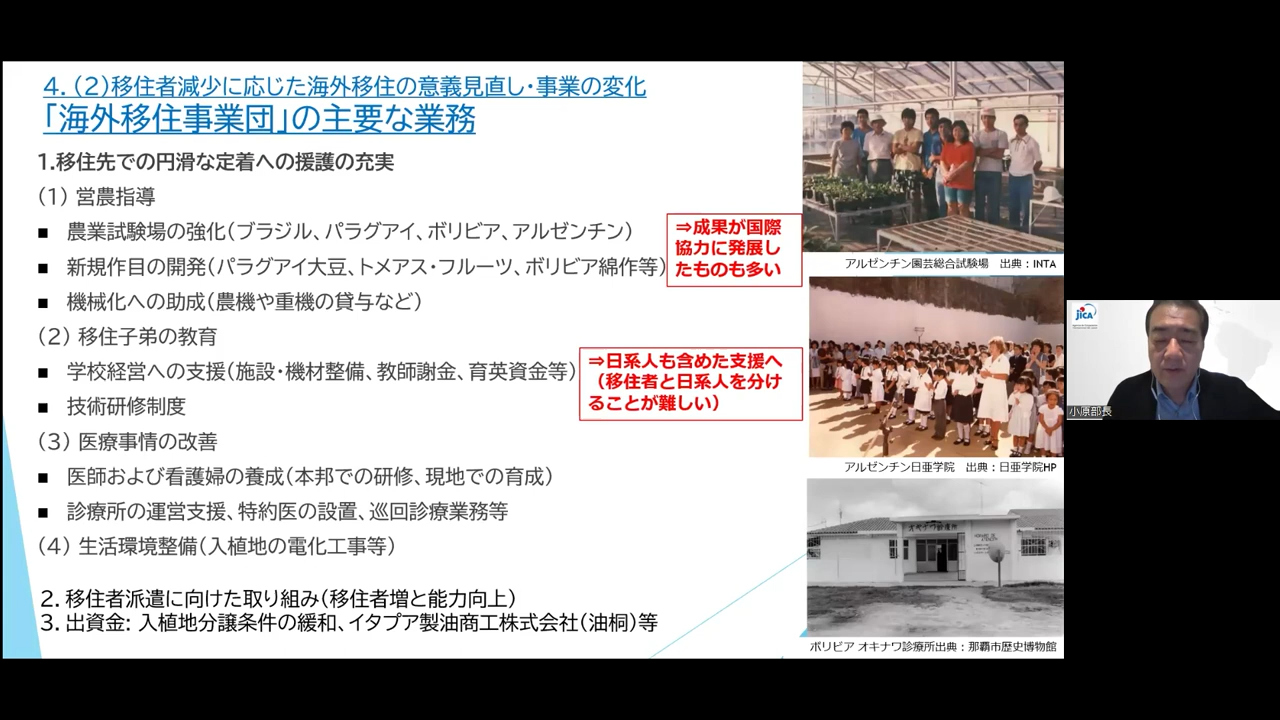 4. (2)移住者減少に応じた海外移住の意義見直し・事業の変化
「海外移住事業団」の主要な業務
1.移住先での円滑な定着への援護の充実
(1) 営農指導
■ 農業試験場の強化(ブラジル、パラグアイ、ボリビア、アルゼンチン)
■ 新規作目の開発(パラグアイ大豆、トメアス・フルーツ、ボリビア綿作等)
■ 機械化への助成(農機や重機の貸与など)
⇒成果が国際
協力に発展し
たものも多い
(2) 移住子弟の教育
■ 学校経営への支援(施設・機材整備、教師謝金、育英資金等)
■ 技術研修制度
⇒日系人も含めた支援へ
(移住者と日系人を分け
ることが難しい)
(3) 医療事情の改善
■ 医師および看護婦の養成(本邦での研修、現地での育成)
■ 診療所の運営支援、特約医の設置、巡回診療業務等
(4) 生活環境整備(入植地の電化工事等)
2. 移住者派遣に向けた取り組み(移住者増と能力向上)
3. 出資金: 入植地分譲条件の緩和、イタプア製油商工株式会社(油桐)等
アルゼンチン園芸総合試験場 出典:INTA
アルゼンチン日亜学院 出典:日亜学院HP
オキナワ診療所
ボリビア オキナワ診療所出典:那覇市歴史博物館
JICA
小原部長